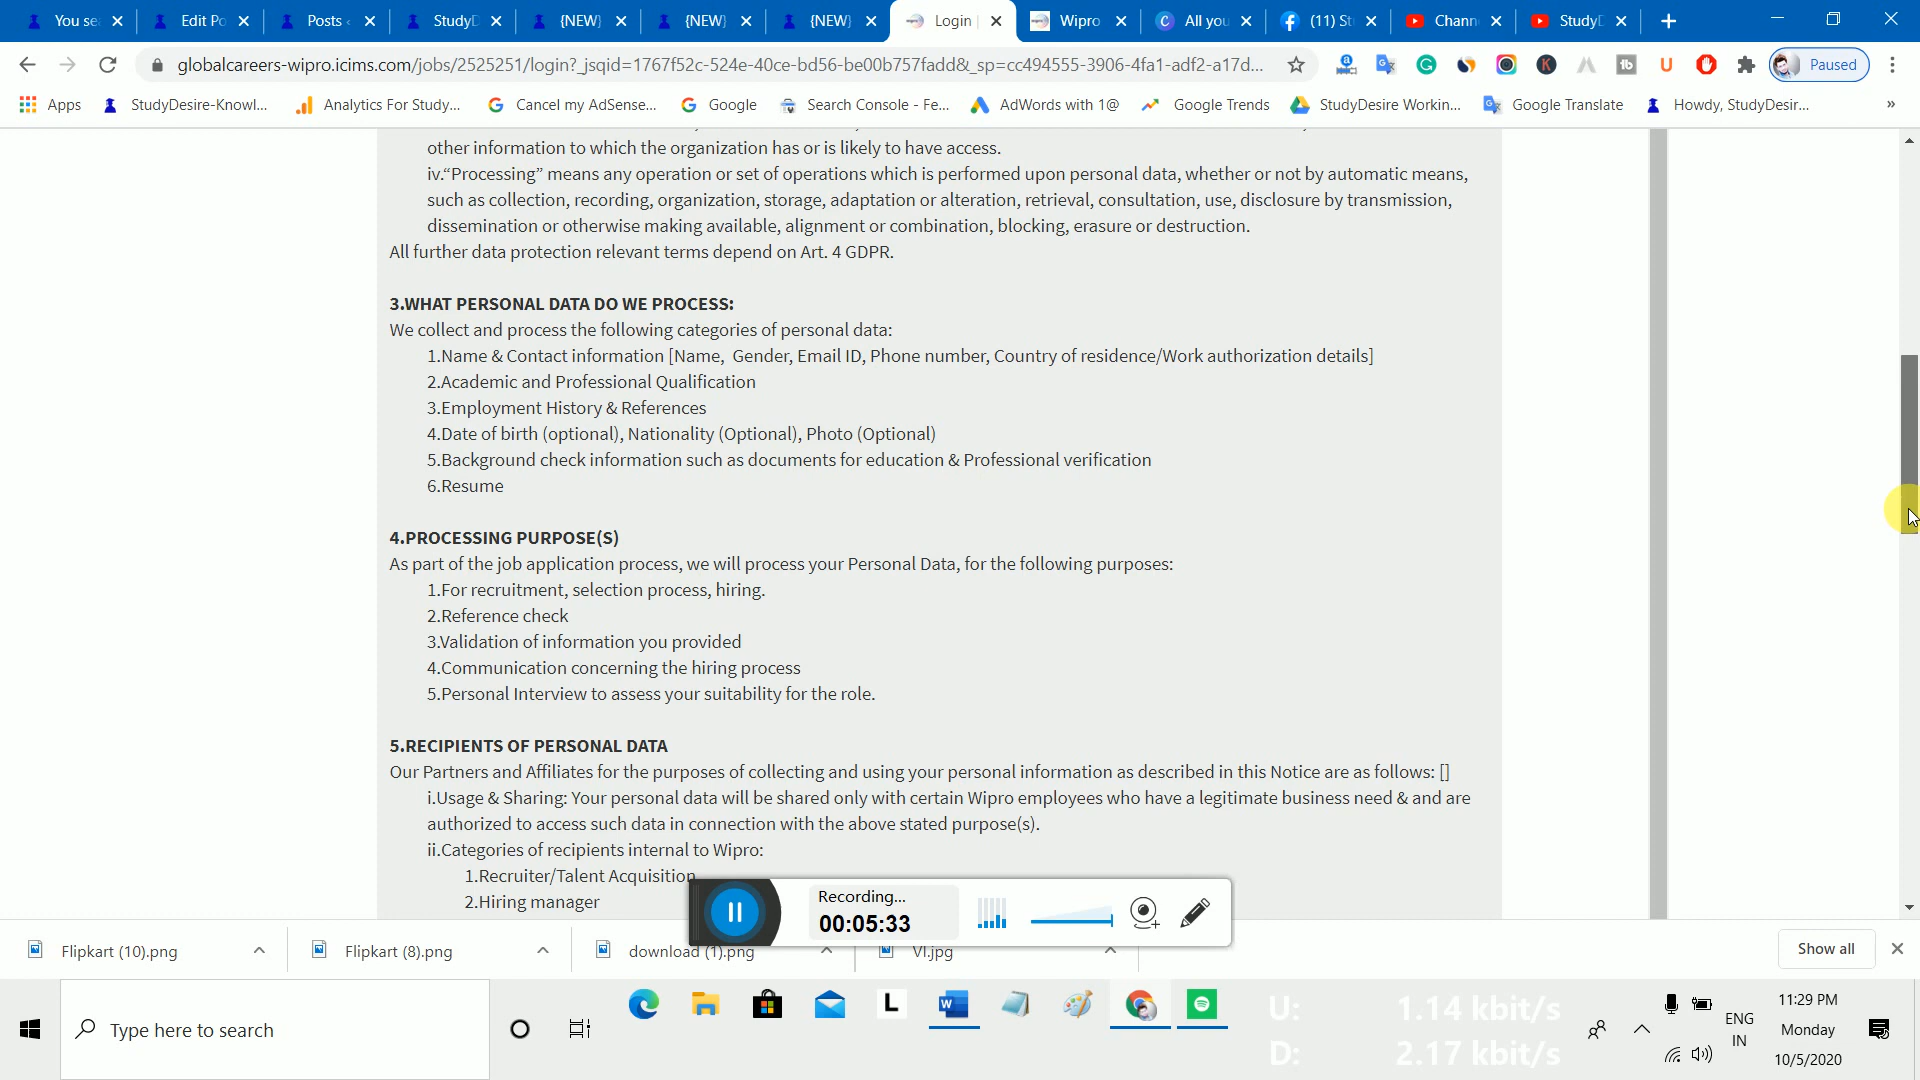 You se
Edit Po
Posts
StudyD
{NEW}
{NEW}
{NEW}
Login
Wipro
All you
(11) St
Chann
StudyD
globalcareers-wipro.icims.com/jobs/2525251/login?_jsqid=1767f52c-524e-40ce-bd56-be00b757fadd&_sp=cc494555-3906-4fa1-adf2-a17d...
Paused
Apps
StudyDesire-Knowl...
Analytics For Study...
Cancel my AdSense...
Google
Search Console - Fe...
AdWords with 1@
Google Trends
StudyDesire Workin...
Google Translate
Howdy, StudyDesir...
»
other information to which the organization has or is likely to have access.
iv.“Processing” means any operation or set of operations which is performed upon personal data, whether or not by automatic means,
such as collection, recording, organization, storage, adaptation or alteration, retrieval, consultation, use, disclosure by transmission,
dissemination or otherwise making available, alignment or combination, blocking, erasure or destruction.
All further data protection relevant terms depend on Art. 4 GDPR.
3.WHAT PERSONAL DATA DO WE PROCESS:
We collect and process the following categories of personal data:
1.Name & Contact information [Name, Gender, Email ID, Phone number, Country of residence/Work authorization details]
2.Academic and Professional Qualification
3.Employment History & References
4.Date of birth (optional), Nationality (Optional), Photo (Optional)
5.Background check information such as documents for education & Professional verification
6.Resume
4.PROCESSING PURPOSE(S)
As part of the job application process, we will process your Personal Data, for the following purposes:
1.For recruitment, selection process, hiring.
2.Reference check
3.Validation of information you provided
4.Communication concerning the hiring process
5.Personal Interview to assess your suitability for the role.
5.RECIPIENTS OF PERSONAL DATA
Our Partners and Affiliates for the purposes of collecting and using your personal information as described in this Notice are as follows: []
i.Usage & Sharing: Your personal data will be shared only with certain Wipro employees who have a legitimate business need & and are
authorized to access such data in connection with the above stated purpose(s).
ii.Categories of recipients internal to Wipro:
1.Recruiter/Talent Acquisition
2.Hiring manager
Recording...
00:05:33
Flipkart (10).png
Flipkart (8).png
download (1).png
VI.jpg
Show all
Type here to search
U: 1.14 kbit/s
D: 2.17 kbit/s
ENG
IN
11:29 PM
Monday
10/5/2020